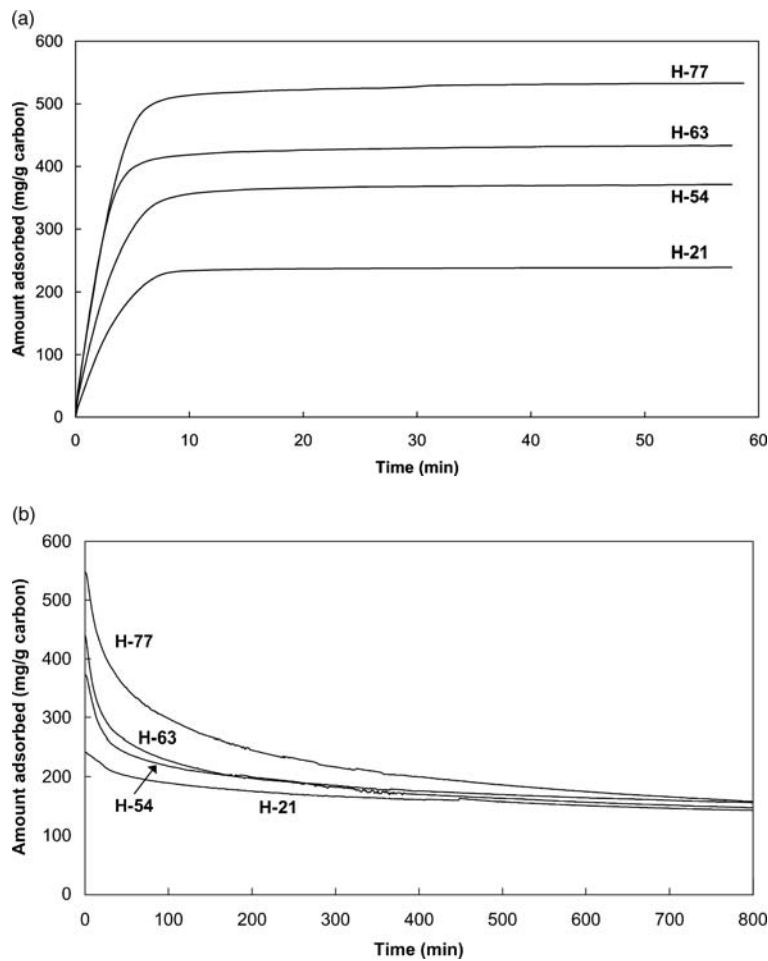 (a)
600
500
400
300
200
100
0
Amount adsorbed (mg/g carbon)
H-77
H-63
H-54
H-21
0 10 20 30 40 50 60
Time (min)
(b)
600
500
400
300
200
100
0
Amount adsorbed (mg/g carbon)
H-77
H-63
H-54
H-21
0 100 200 300 400 500 600 700 800
Time (min)